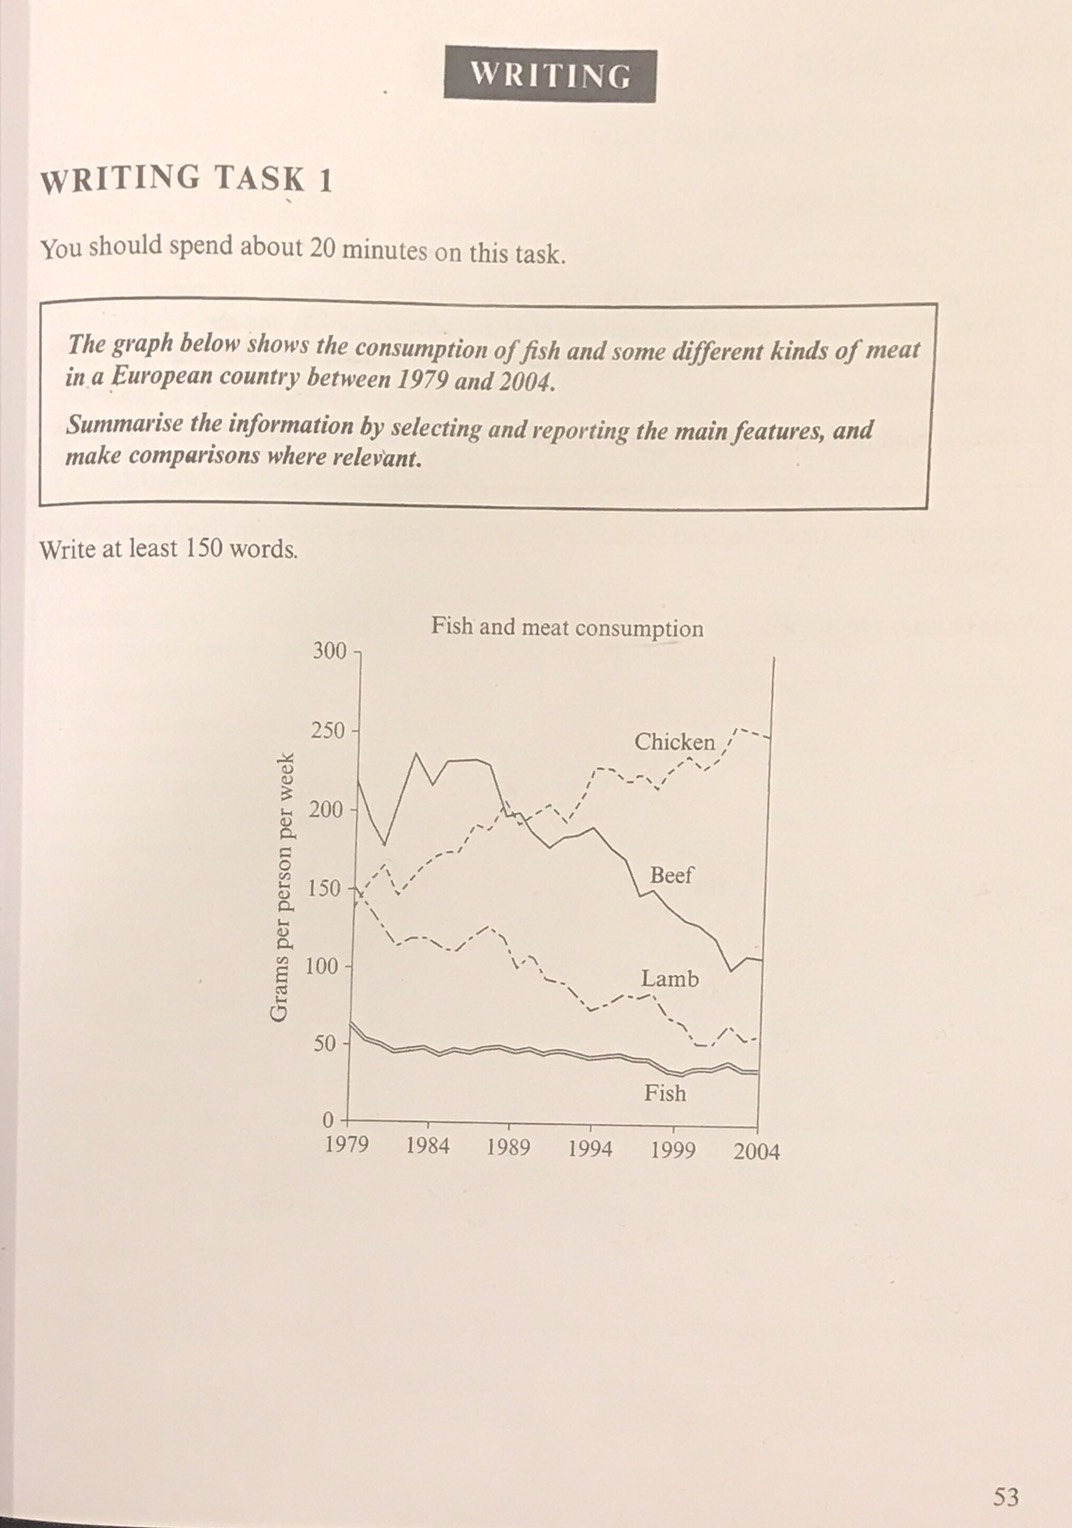 WRITING
WRITING TASK 1
You should spend about 20 minutes on this task.
The graph below shows the consumption of fish and some different kinds of meat
in a European country between 1979 and 2004.
Summarise the information by selecting and reporting the main features, and
make comparisons where relevant.
Write at least 150 words.
Fish and meat consumption
300
250
200
150
100
50
0
Grams per person per week
Chicken
Beef
Lamb
Fish
1979 1984 1989 1994 1999 2004
53